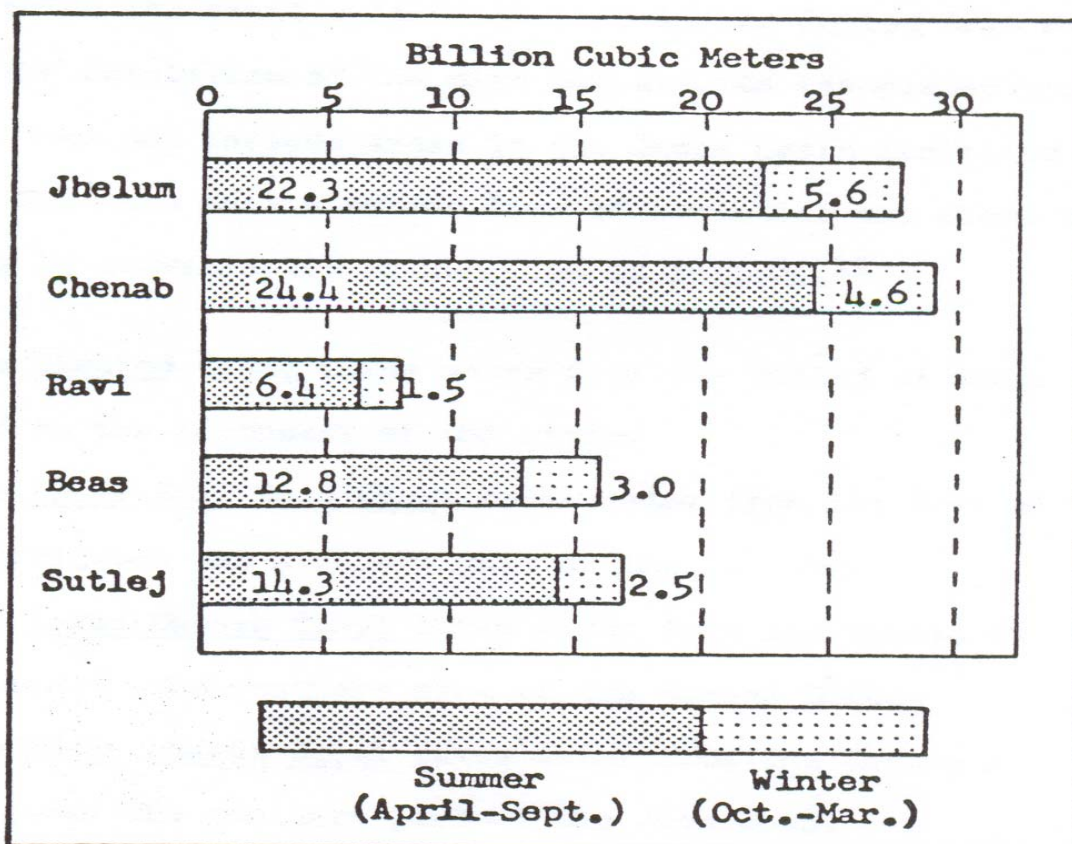 Billion Cubic Meters
0 5 10 15 20 25 30
Jhelum 22.3 5.6
Chenab 24.4 4.6
Ravi 6.4 1.5
Beas 12.8 3.0
Sutlej 14.3 2.5
Summer Winter
(April-Sept.) (Oct.-Mar.)